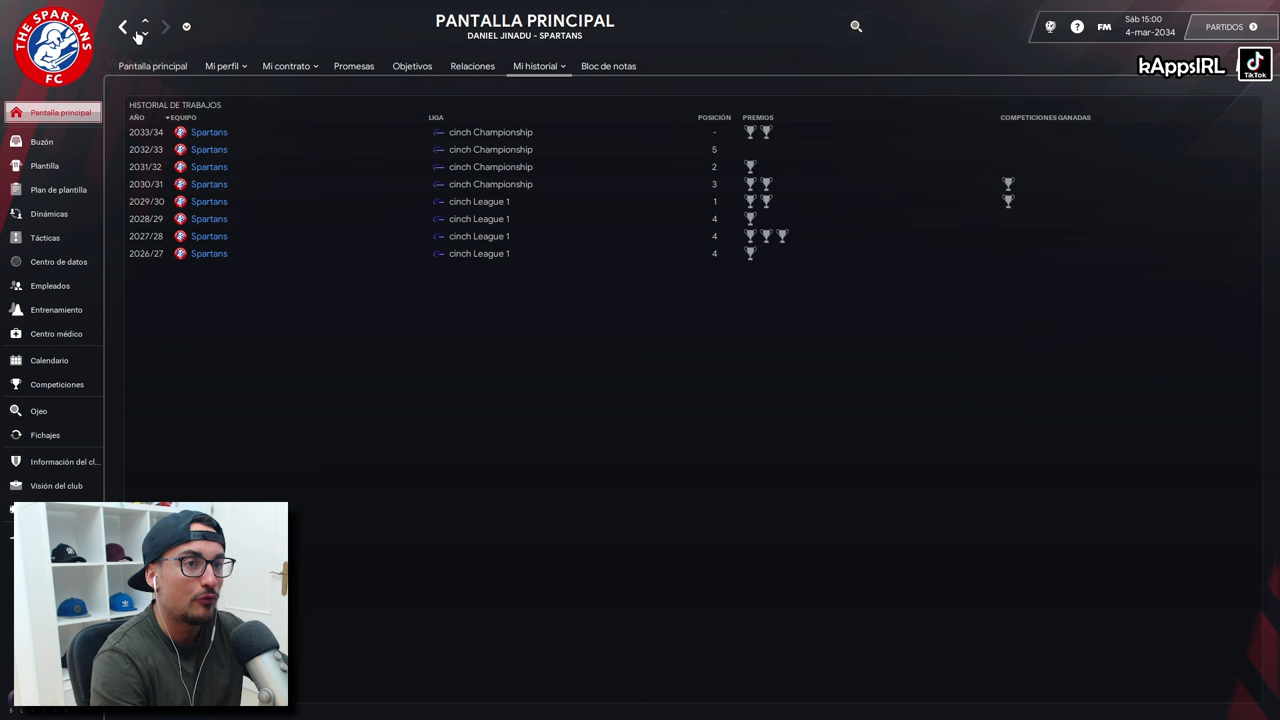 THE SPARTANS
FC
PANTALLA PRINCIPAL
DANIEL JINADU - SPARTANS
FM
Sáb 15:00
4-mar-2034
PARTIDOS
kAppsIRL
TikTok
Pantalla principal
Mi perfil
Mi contrato
Promesas
Objetivos
Relaciones
Mi historial
Bloc de notas
Pantalla principal
Buzón
Plantilla
Plan de plantilla
Dinámicas
Tácticas
Centro de datos
Empleados
Entrenamiento
Centro médico
Calendario
Competiciones
Ojeo
Fichajes
Información del cl...
Visión del club
HISTORIAL DE TRABAJOS
AÑO EQUIPO LIGA POSICIÓN PREMIOS COMPETICIONES GANADAS
2033/34 Spartans cinch Championship -
2032/33 Spartans cinch Championship 5
2031/32 Spartans cinch Championship 2
2030/31 Spartans cinch Championship 3
2029/30 Spartans cinch League 1 1
2028/29 Spartans cinch League 1 4
2027/28 Spartans cinch League 1 4
2026/27 Spartans cinch League 1 4